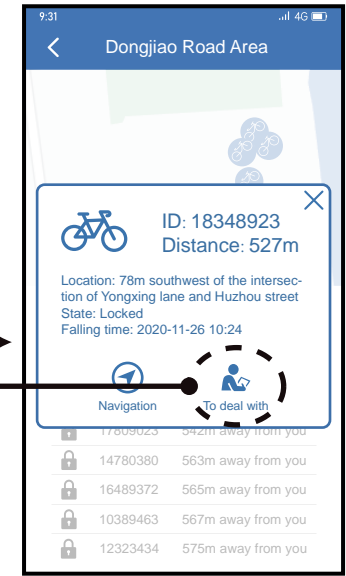 9:31
4G
Dongjiao Road Area
ID: 18348923
Distance: 527m
Location: 78m southwest of the intersec-
tion of Yongxing lane and Huzhou street
State: Locked
Falling time: 2020-11-26 10:24
Navigation
To deal with
17809023 542m away from you
14780380 563m away from you
16489372 565m away from you
10389463 567m away from you
12323434 575m away from you